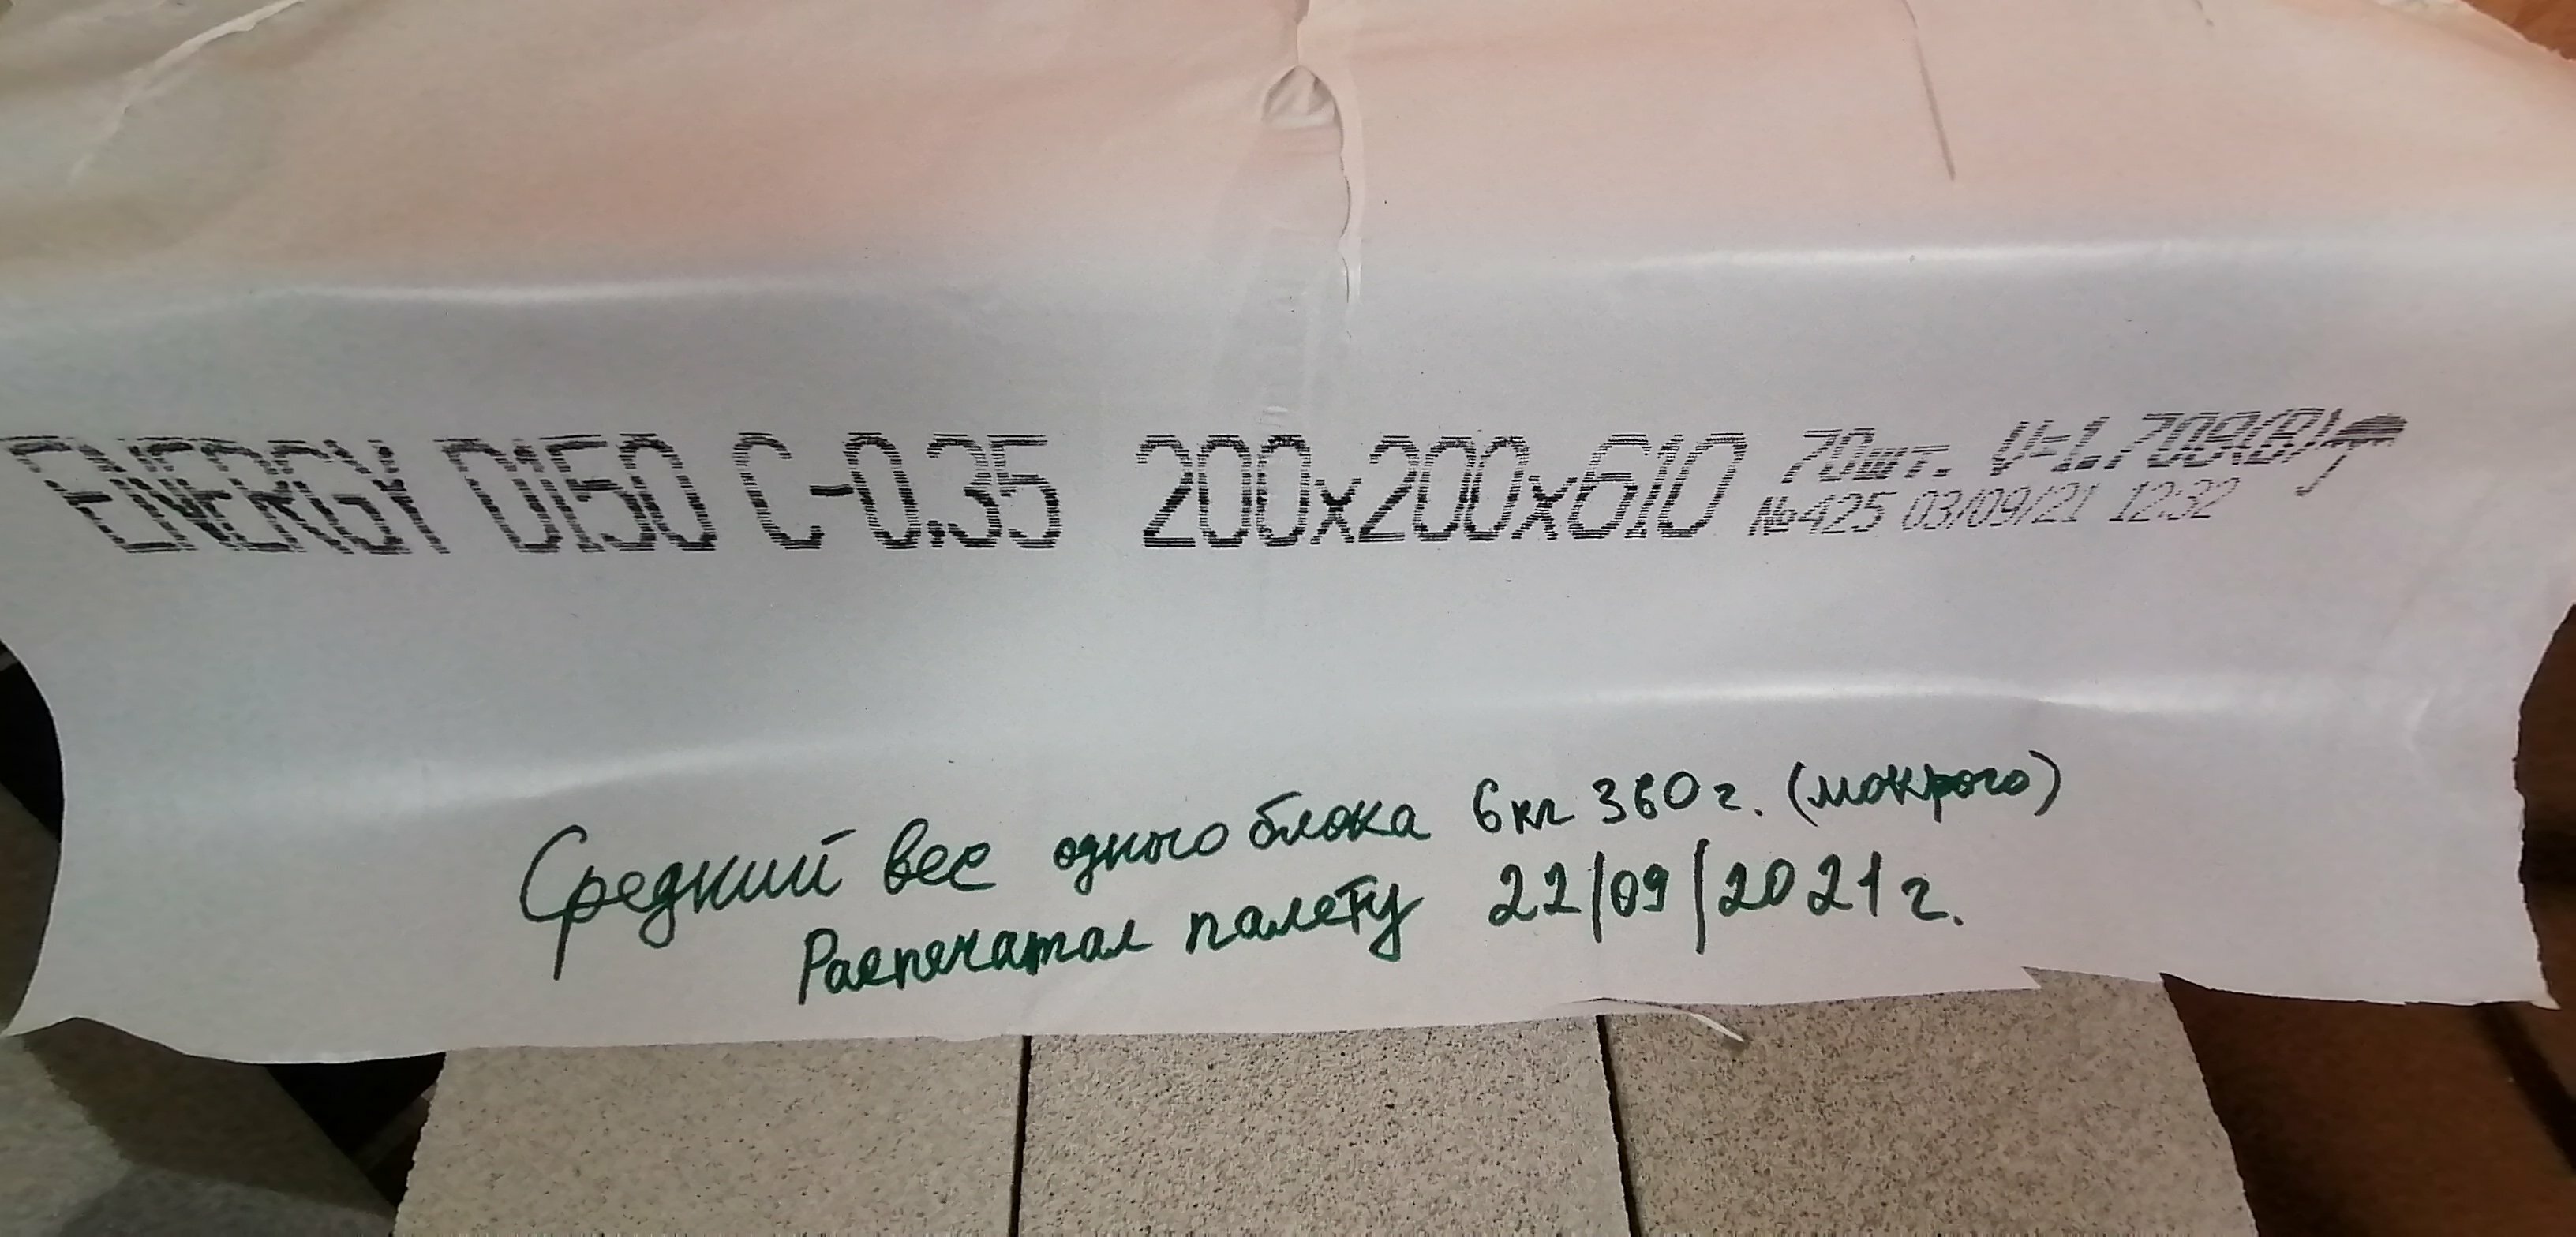 ENERGY D150 C-0.35 200x200x610
70шт. V=1.709(В)
№425 03/09/21 12:32
Средний вес одного блока 6кг 360г. (мокрого)
Распечатал палету 22/09/2021г.